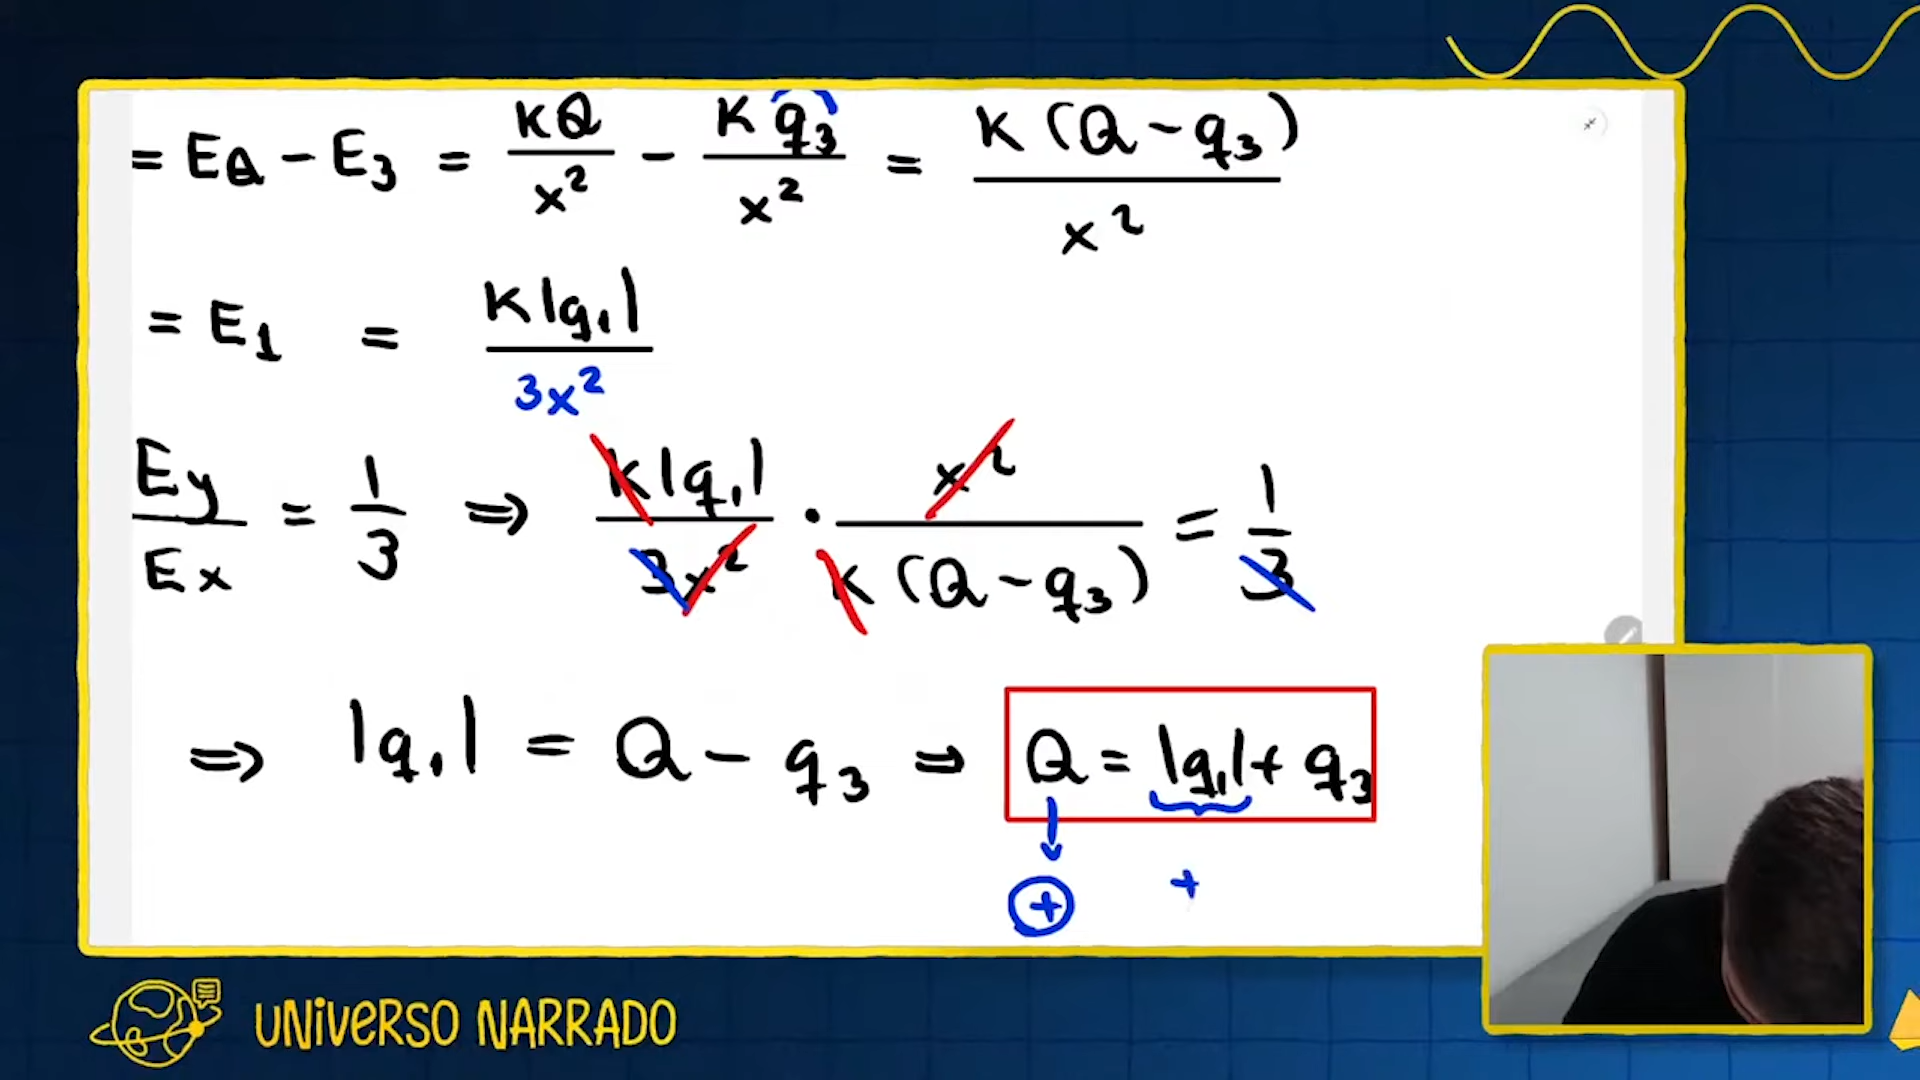 = EQ - E3 = KQ/x² - Kq3/x² = K(Q - q3)/x²
= E1 = K|q1|/3x²
Ey/Ex = 1/3 ⇒ K|q1|/3x² · x²/K(Q - q3) = 1/3
⇒ |q1| = Q - q3 ⇒ Q = |q1| + q3
+ +
UNIVERSO NARRADO